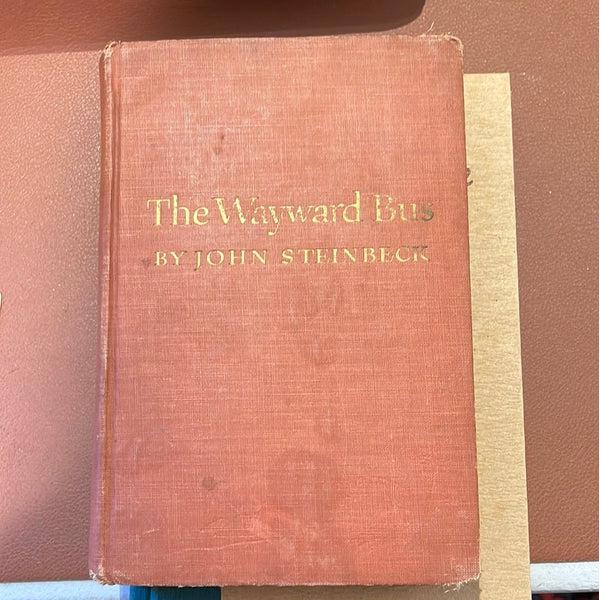 The Wayward Bus
BY JOHN STEINBECK